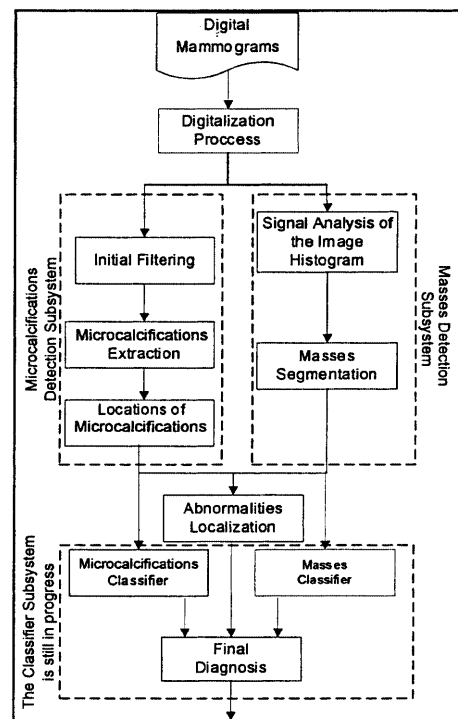 Digital
Mammograms
Digitalization
Proccess
Microcalcifications
Detection Subsystem
Initial Filtering
Microcalcifications
Extraction
Locations of
Microcalcifications
Signal Analysis of
the Image
Histogram
Masses
Segmentation
Masses Detection
Subsystem
Abnormalities
Localization
The Classifier Subsystem
is still in progress
Microcalcifications
Classifier
Masses
Classifier
Final
Diagnosis